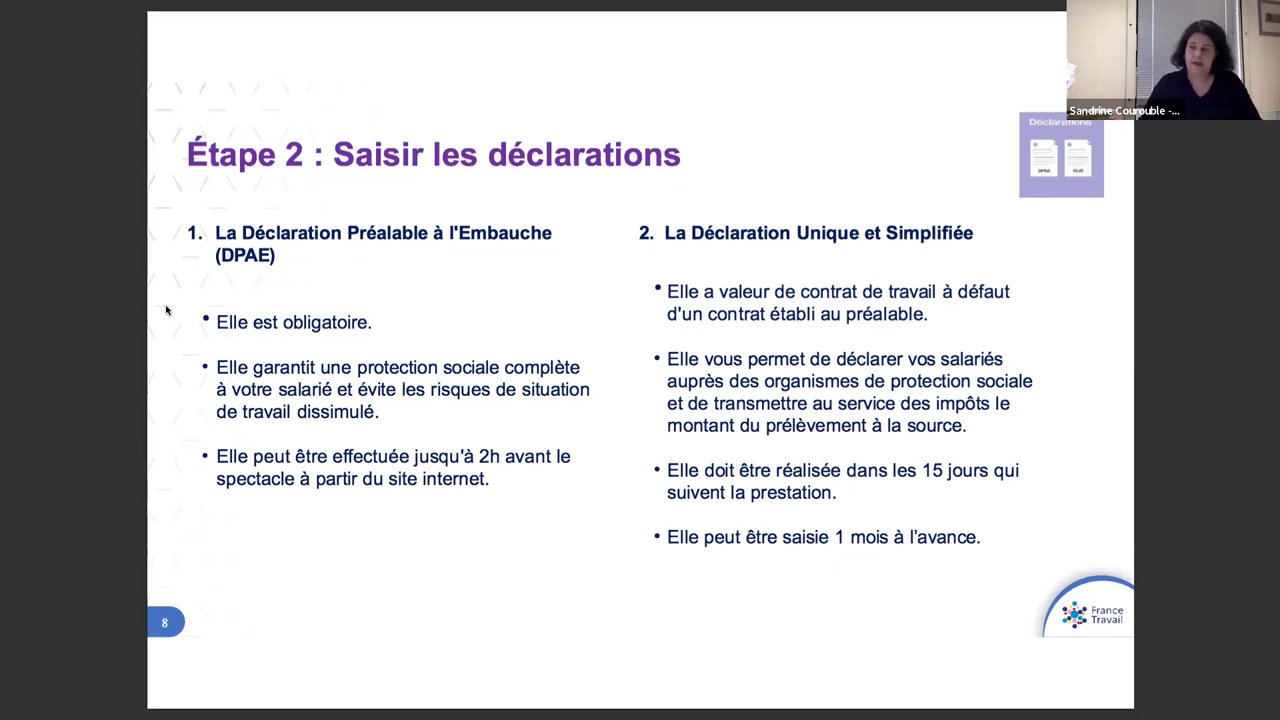 Sandrine Courouble -...
Déclarations
DPAE
DUS
Étape 2 : Saisir les déclarations
1. La Déclaration Préalable à l'Embauche
(DPAE)
• Elle est obligatoire.
• Elle garantit une protection sociale complète
à votre salarié et évite les risques de situation
de travail dissimulé.
• Elle peut être effectuée jusqu'à 2h avant le
spectacle à partir du site internet.
2. La Déclaration Unique et Simplifiée
• Elle a valeur de contrat de travail à défaut
d'un contrat établi au préalable.
• Elle vous permet de déclarer vos salariés
auprès des organismes de protection sociale
et de transmettre au service des impôts le
montant du prélèvement à la source.
• Elle doit être réalisée dans les 15 jours qui
suivent la prestation.
• Elle peut être saisie 1 mois à l’avance.
8
France
Travail